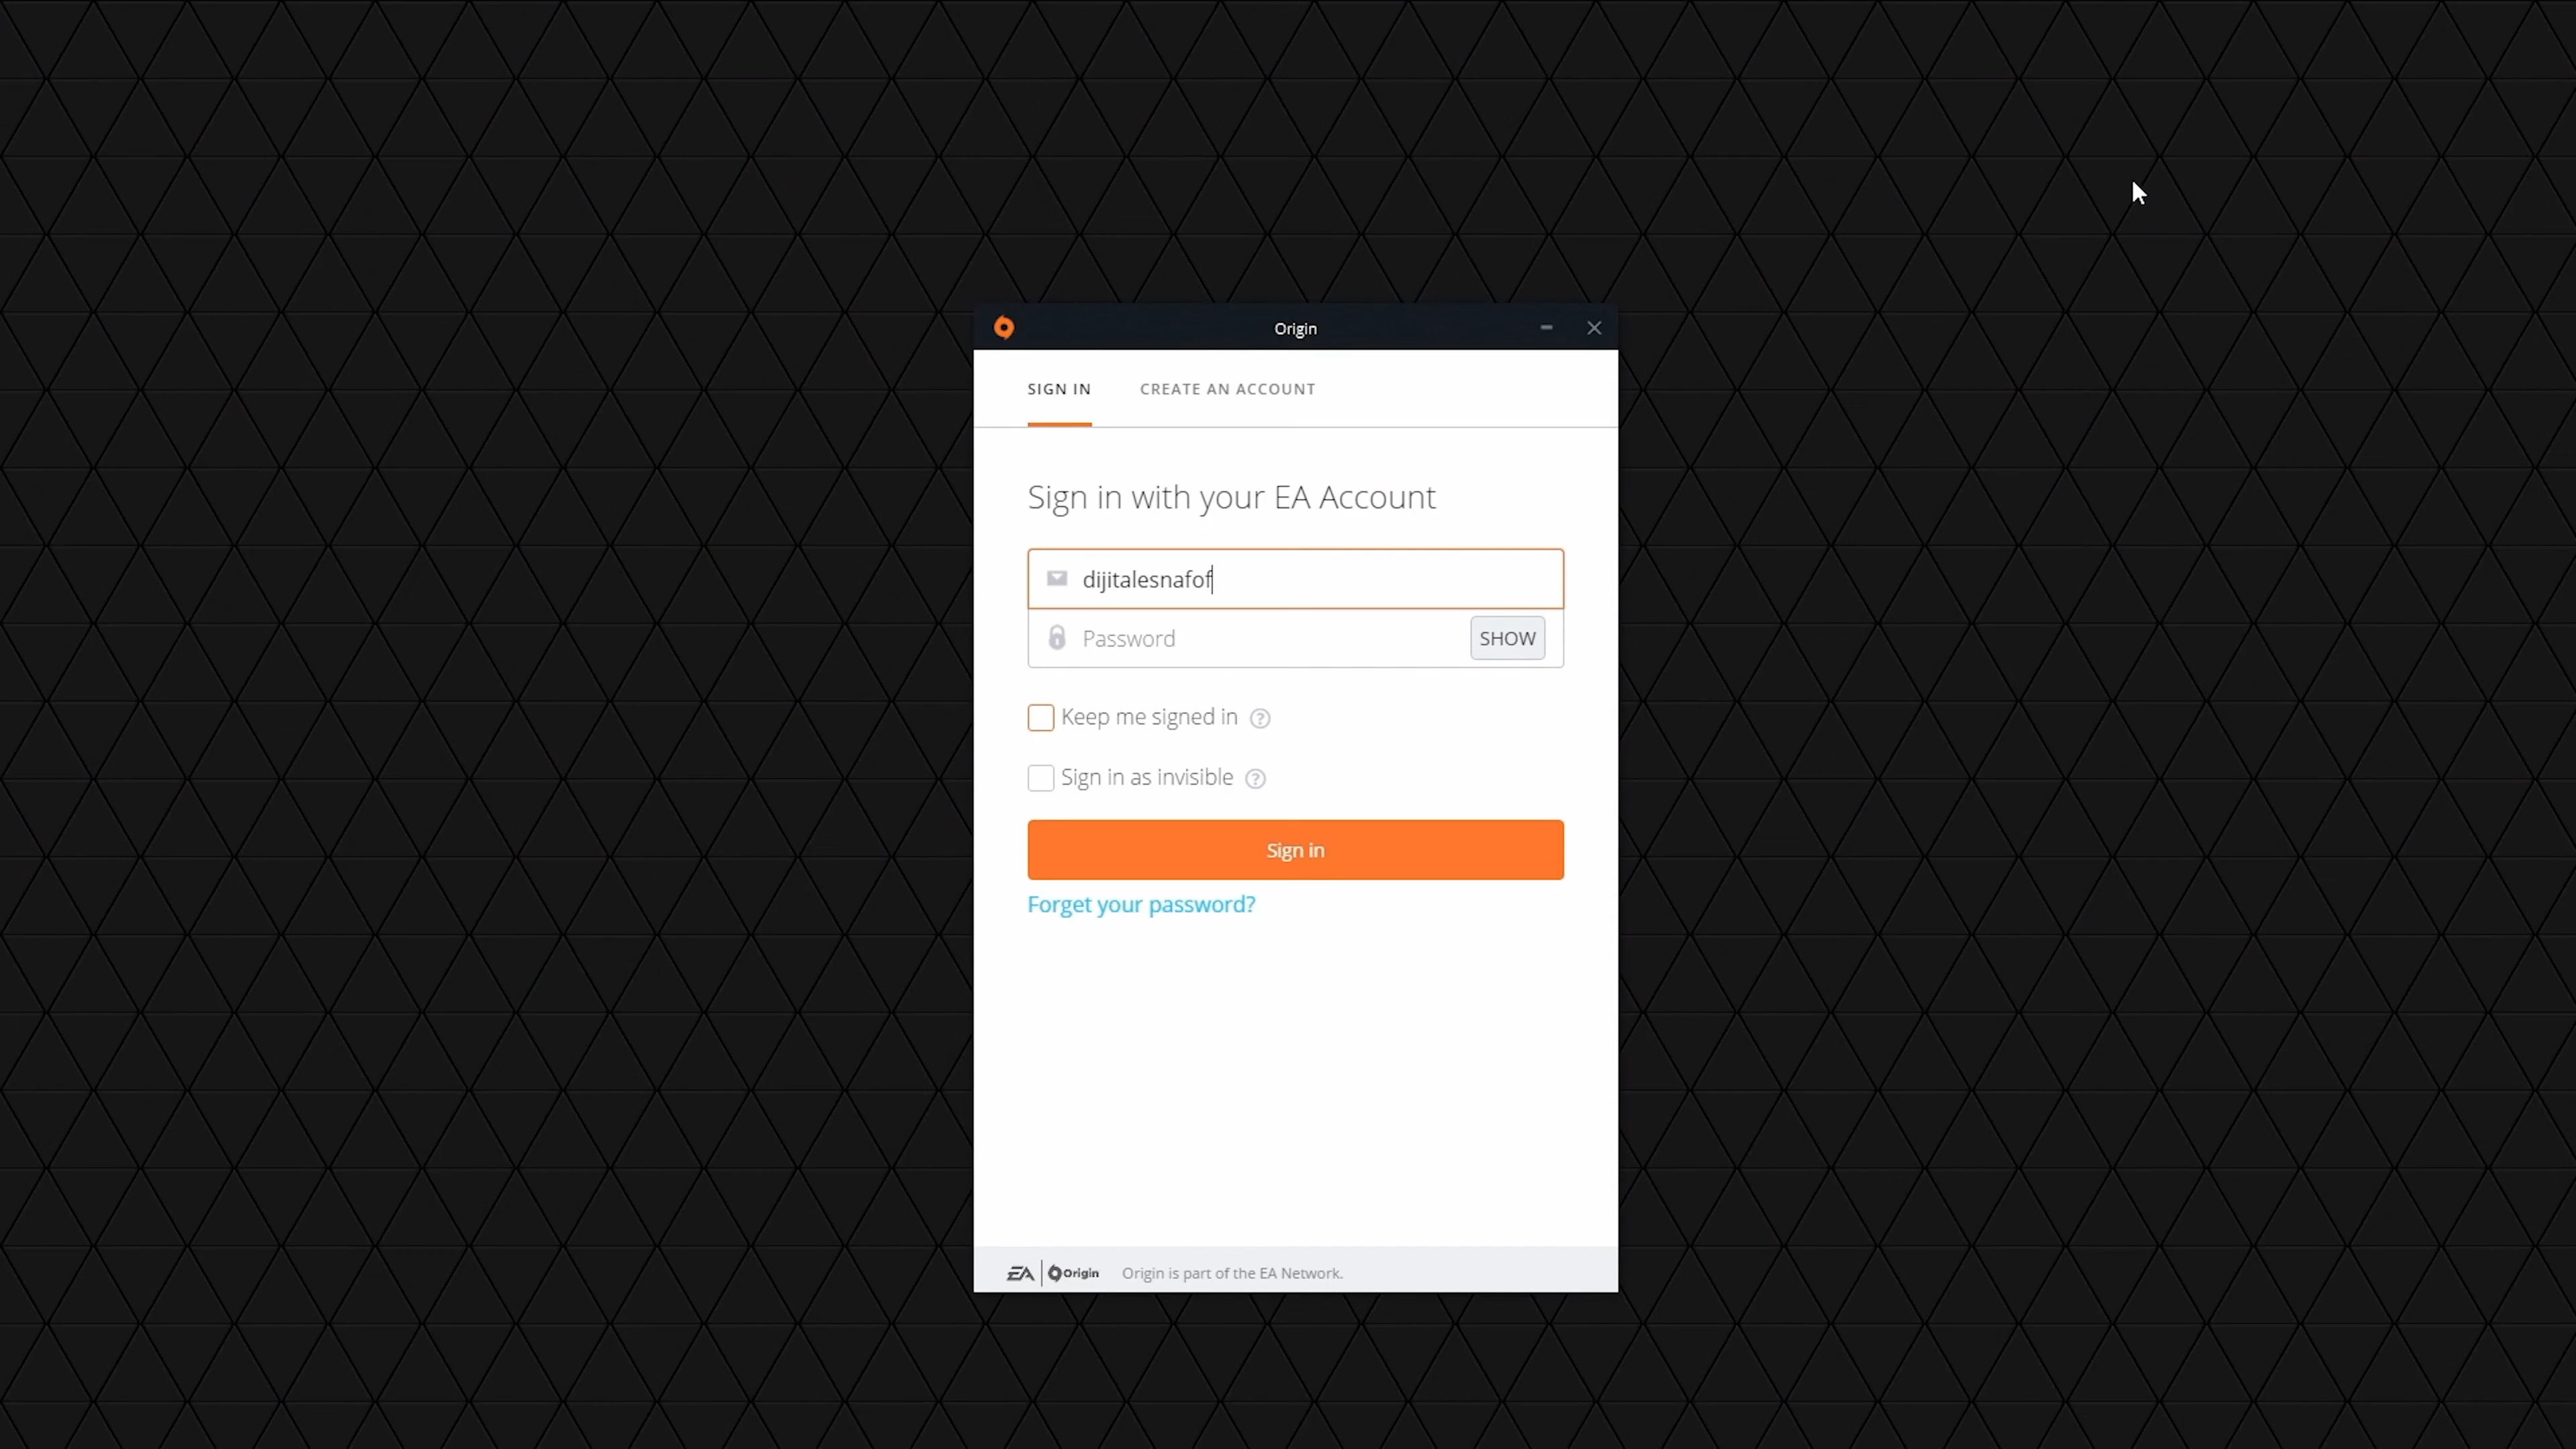 Origin
SIGN IN CREATE AN ACCOUNT
Sign in with your EA Account
dijitalesnafof
Password SHOW
Keep me signed in ?
Sign in as invisible ?
Sign in
Forget your password?
EA Origin Origin is part of the EA Network.